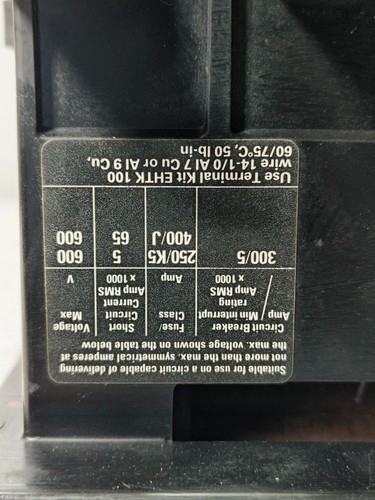 Suitable for use on a circuit capable of delivering
not more than the max. symmetrical amperes at
the max. voltage shown on the table below
Circuit Breaker Fuse/ Short Voltage
Amp / Min interrupt Class Circuit Max
rating Current
Amp RMS Amp RMS
x 1000 Amp x 1000 V
300/5 250/K5 5 600
400/J 65 600
Use Terminal Kit EHTK 100
wire 14-1/0 Al 7 Cu or Al 9 Cu,
60/75°C, 50 lb-in